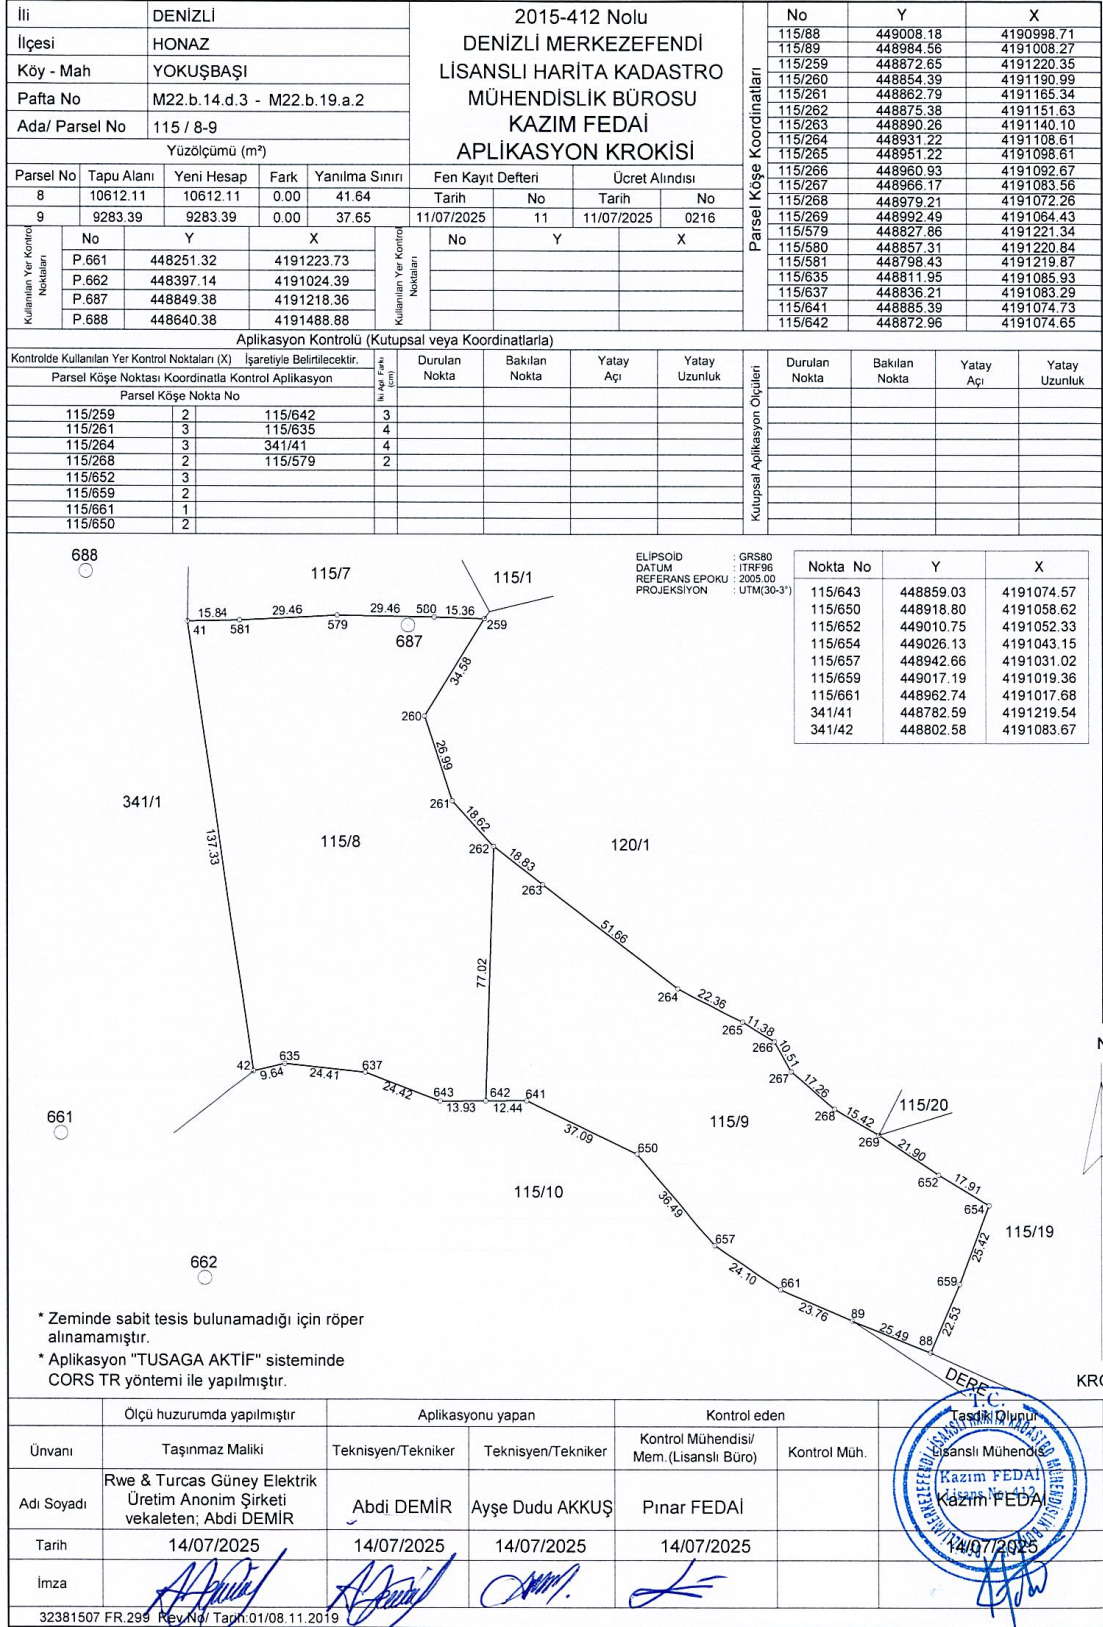 İli DENİZLİ
İlçesi HONAZ
Köy - Mah YOKUŞBAŞI
Pafta No M22.b.14.d.3 - M22.b.19.a.2
Ada/ Parsel No 115 / 8-9
2015-412 Nolu
DENİZLİ MERKEZEFENDİ
LİSANSLI HARİTA KADASTRO
MÜHENDİSLİK BÜROSU
KAZIM FEDAİ
APLİKASYON KROKİSİ
Yüzölçümü (m²)
Parsel No Tapu Alanı Yeni Hesap Fark Yanılma Sınırı
8 10612.11 10612.11 0.00 41.64
9 9283.39 9283.39 0.00 37.65
Fen Kayıt Defteri Ücret Alındısı
Tarih No Tarih No
11/07/2025 11 11/07/2025 0216
Kullanılan Yer Kontrol Noktaları
No Y X
P.661 448251.32 4191223.73
P.662 448397.14 4191024.39
P.687 448849.38 4191218.36
P.688 448640.38 4191488.88
Kullanılan Yer Kontrol Noktaları
No Y X
Parsel Köşe Koordinatları
No Y X
115/88 449008.18 4190998.71
115/89 448984.56 4191008.27
115/259 448872.65 4191220.35
115/260 448854.39 4191190.99
115/261 448862.79 4191165.34
115/262 448875.38 4191151.63
115/263 448890.26 4191140.10
115/264 448931.22 4191108.61
115/265 448951.22 4191098.61
115/266 448960.93 4191092.67
115/267 448966.17 4191083.56
115/268 448979.21 4191072.26
115/269 448992.49 4191064.43
115/579 448827.86 4191221.34
115/580 448857.31 4191220.84
115/581 448798.43 4191219.87
115/635 448811.95 4191085.93
115/637 448836.21 4191083.29
115/641 448885.39 4191074.73
115/642 448872.96 4191074.65
Aplikasyon Kontrolü (Kutupsal veya Koordinatlarla)
Kontrolde Kullanılan Yer Kontrol Noktaları (X) İşaretiyle Belirtilecektir.
Parsel Köşe Noktası Koordinatla Kontrol Aplikasyon
Parsel Köşe Nokta No
İki Apl. Farkı (cm)
115/259 2 115/642 3
115/261 3 115/635 4
115/264 3 341/41 4
115/268 2 115/579 2
115/652 3
115/659 2
115/661 1
115/650 2
Durulan Nokta Bakılan Nokta Yatay Açı Yatay Uzunluk
Kutupsal Aplikasyon Ölçüleri
Durulan Nokta Bakılan Nokta Yatay Açı Yatay Uzunluk
ELİPSOİD : GRS80
DATUM : ITRF96
REFERANS EPOKU : 2005.00
PROJEKSİYON : UTM(30-3°)
Nokta No Y X
115/643 448859.03 4191074.57
115/650 448918.80 4191058.62
115/652 449010.75 4191052.33
115/654 449026.13 4191043.15
115/657 448942.66 4191031.02
115/659 449017.19 4191019.36
115/661 448962.74 4191017.68
341/41 448782.59 4191219.54
341/42 448802.58 4191083.67
688
115/7
115/1
15.84 29.46 29.46 500 15.36
41 581 579 687 259
34.58
260
26.99
341/1
261
18.62
137.33
115/8
262
18.83
120/1
263
51.66
77.02
264
22.36
265
11.38
266
10.51
267
42 635 637
9.64 24.41 24.42
643 642 641
13.93 12.44
17.26
268
15.42
115/20
661
115/9
269
37.09
21.90
650
652
17.91
654
115/10
36.49
115/19
25.42
657
24.10
662
661
659
23.76
22.53
89
25.49
88
DERE
N
KRO
* Zeminde sabit tesis bulunamadığı için röper
alınamamıştır.
* Aplikasyon "TUSAGA AKTİF" sisteminde
CORS TR yöntemi ile yapılmıştır.
Ölçü huzurumda yapılmıştır Aplikasyonu yapan Kontrol eden Tasdik Olunur
Ünvanı Taşınmaz Maliki Teknisyen/Tekniker Teknisyen/Tekniker Kontrol Mühendisi/ Mem.(Lisanslı Büro) Kontrol Müh. Lisanslı Mühendis
Adı Soyadı Rwe & Turcas Güney Elektrik Üretim Anonim Şirketi vekaleten; Abdi DEMİR Abdi DEMİR Ayşe Dudu AKKUŞ Pınar FEDAİ Kazım FEDAİ
T.C.
Kazım FEDAİ
Lisans No: 412
Tarih 14/07/2025 14/07/2025 14/07/2025 14/07/2025 14/07/2025
İmza
32381507 FR.299 Rev.No/ Tarih:01/08.11.2019